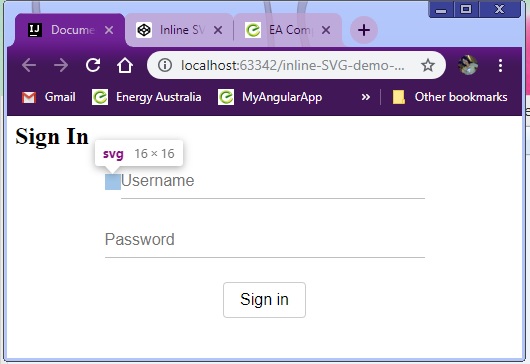 Docume
Inline SV
EA Com
localhost:63342/inline-SVG-demo-...
Gmail
Energy Australia
MyAngularApp
»
Other bookmarks
Sign In
svg 16 × 16
Username
Password
Sign in